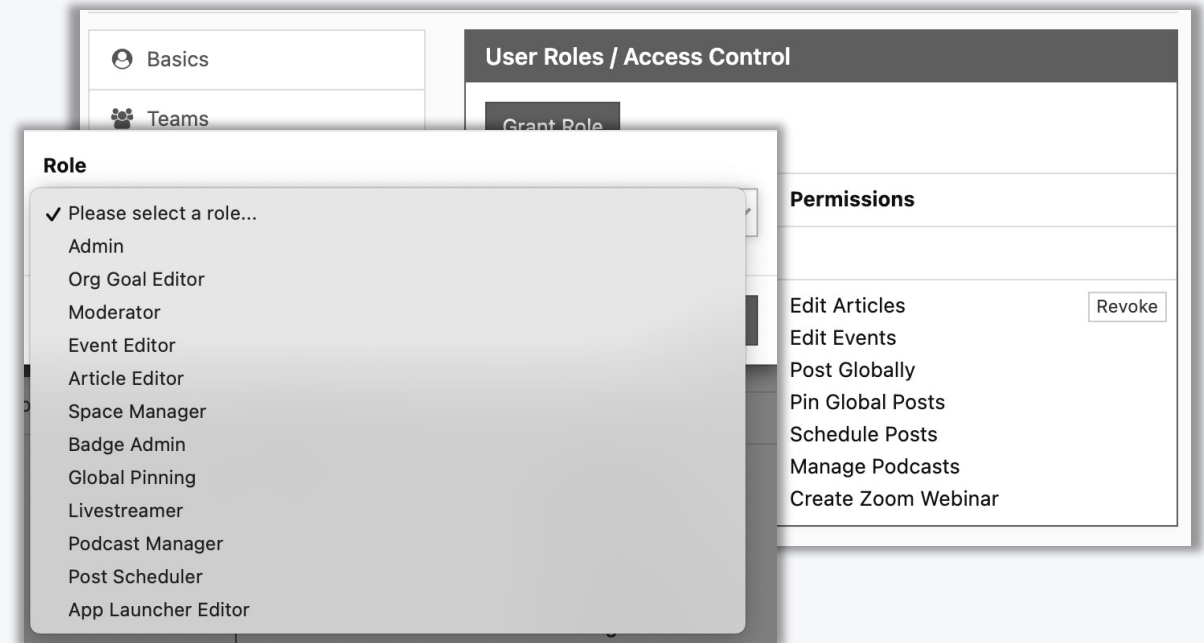 Basics
User Roles / Access Control
Teams
Grant Role
Role
✓ Please select a role...
Admin
Org Goal Editor
Moderator
Event Editor
Article Editor
Space Manager
Badge Admin
Global Pinning
Livestreamer
Podcast Manager
Post Scheduler
App Launcher Editor
Permissions
Edit Articles
Revoke
Edit Events
Post Globally
Pin Global Posts
Schedule Posts
Manage Podcasts
Create Zoom Webinar